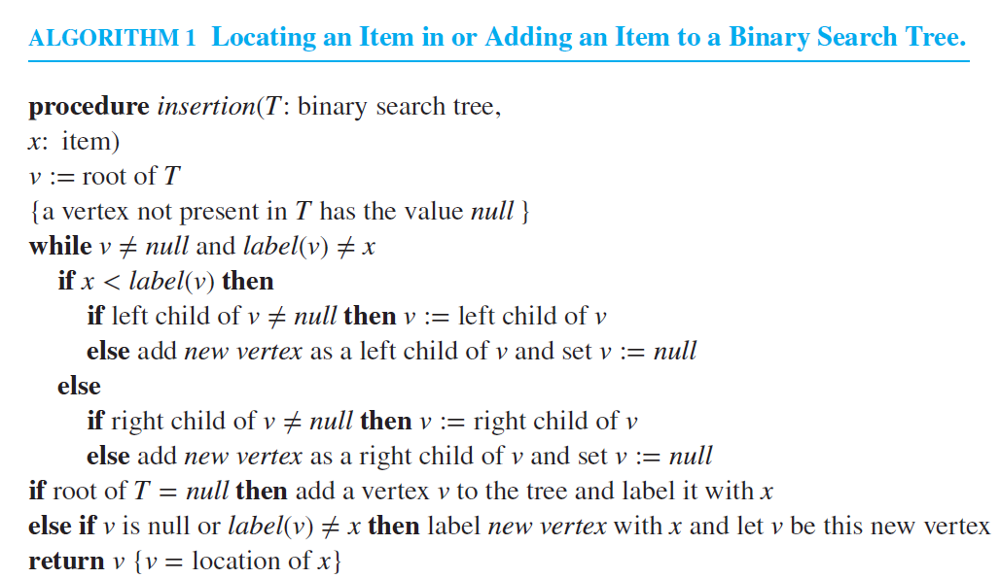 ALGORITHM 1 Locating an Item in or Adding an Item to a Binary Search Tree.
procedure insertion(T: binary search tree,
x: item)
v := root of T
{a vertex not present in T has the value null }
while v ≠ null and label(v) ≠ x
if x < label(v) then
if left child of v ≠ null then v := left child of v
else add new vertex as a left child of v and set v := null
else
if right child of v ≠ null then v := right child of v
else add new vertex as a right child of v and set v := null
if root of T = null then add a vertex v to the tree and label it with x
else if v is null or label(v) ≠ x then label new vertex with x and let v be this new vertex
return v {v = location of x}